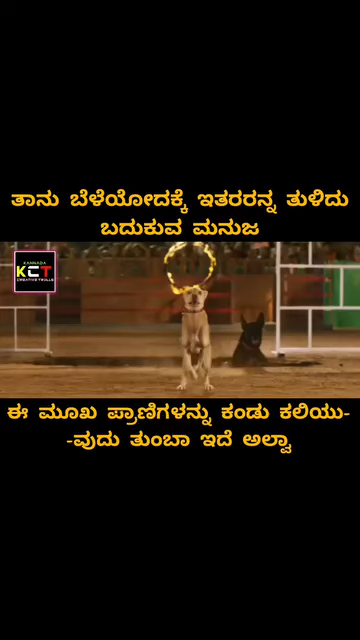 ತಾನು ಬೆಳೆಯೋದಕ್ಕೆ ಇತರರನ್ನ ತುಳಿದು
ಬದುಕುವ ಮನುಜ
KANNADA
KCT
CREATIVE TROLLS
ಈ ಮೂಖ ಪ್ರಾಣಿಗಳನ್ನು ಕಂಡು ಕಲಿಯು-
-ವುದು ತುಂಬಾ ಇದೆ ಅಲ್ವಾ